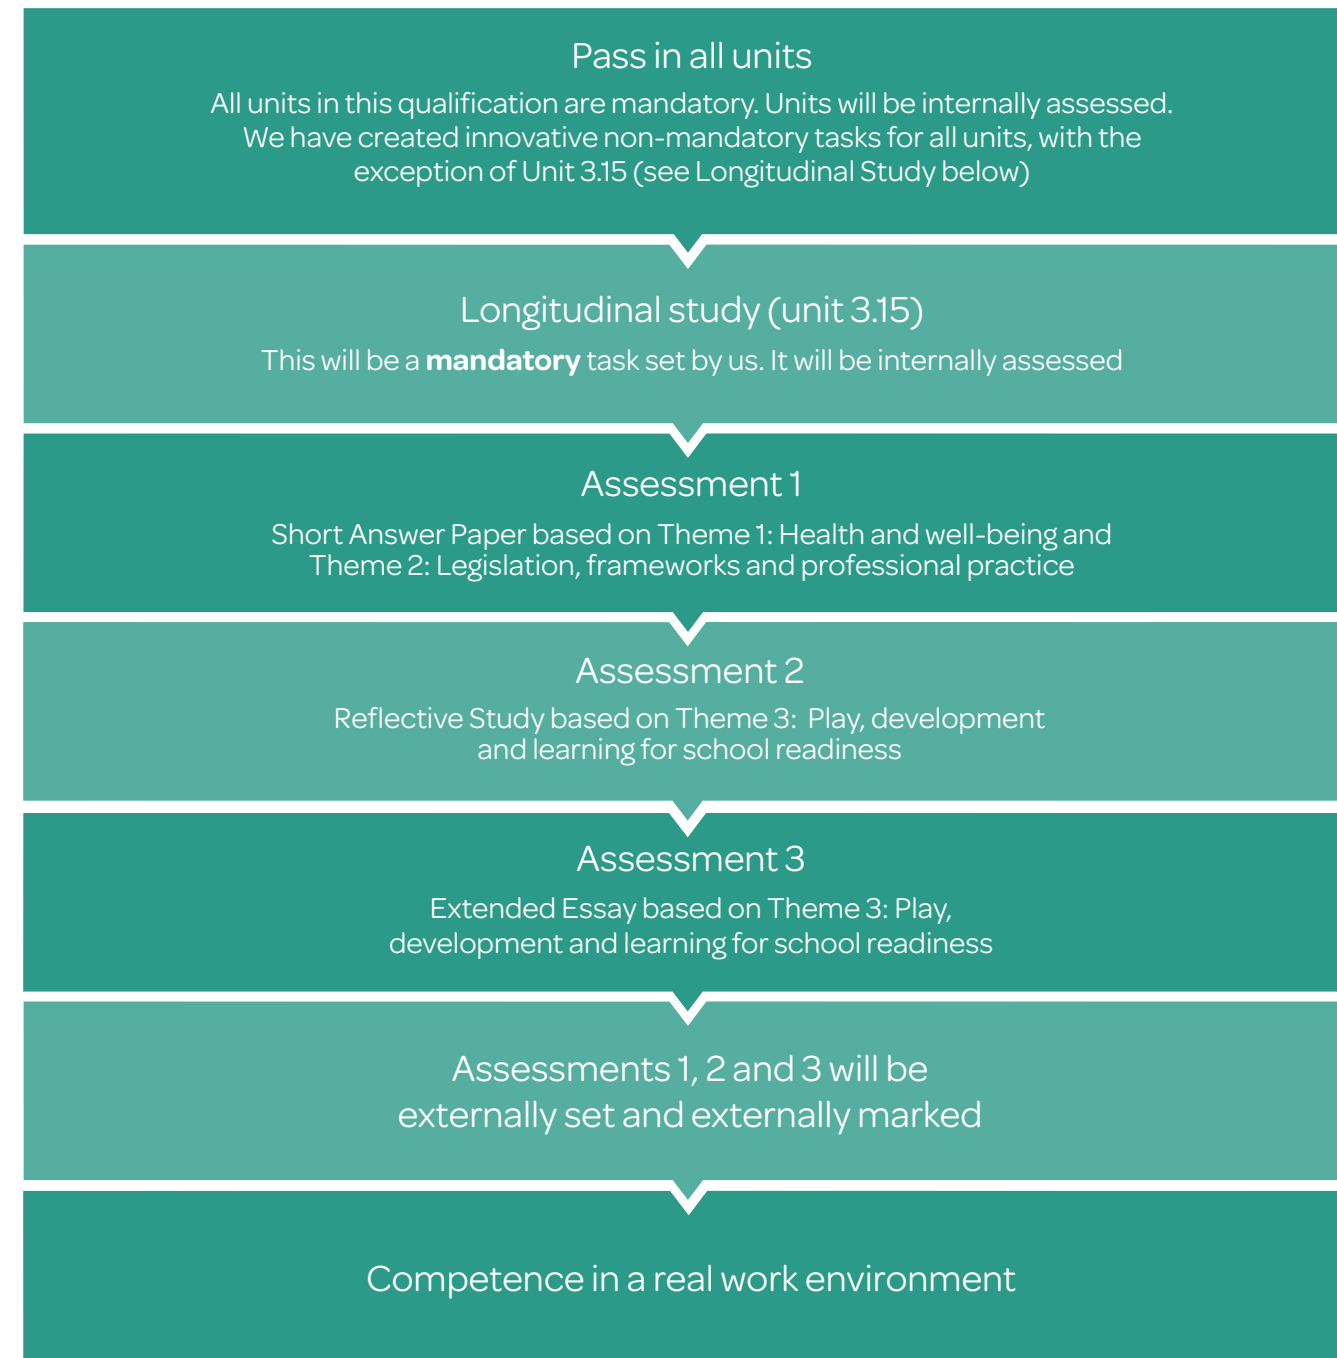 Pass in all units
All units in this qualification are mandatory. Units will be internally assessed.
We have created innovative non-mandatory tasks for all units, with the
exception of Unit 3.15 (see Longitudinal Study below)
Longitudinal study (unit 3.15)
This will be a mandatory task set by us. It will be internally assessed
Assessment 1
Short Answer Paper based on Theme 1: Health and well-being and
Theme 2: Legislation, frameworks and professional practice
Assessment 2
Reflective Study based on Theme 3:  Play, development
and learning for school readiness
Assessment 3
Extended Essay based on Theme 3: Play,
development and learning for school readiness
Assessments 1, 2 and 3 will be
externally set and externally marked
Competence in a real work environment